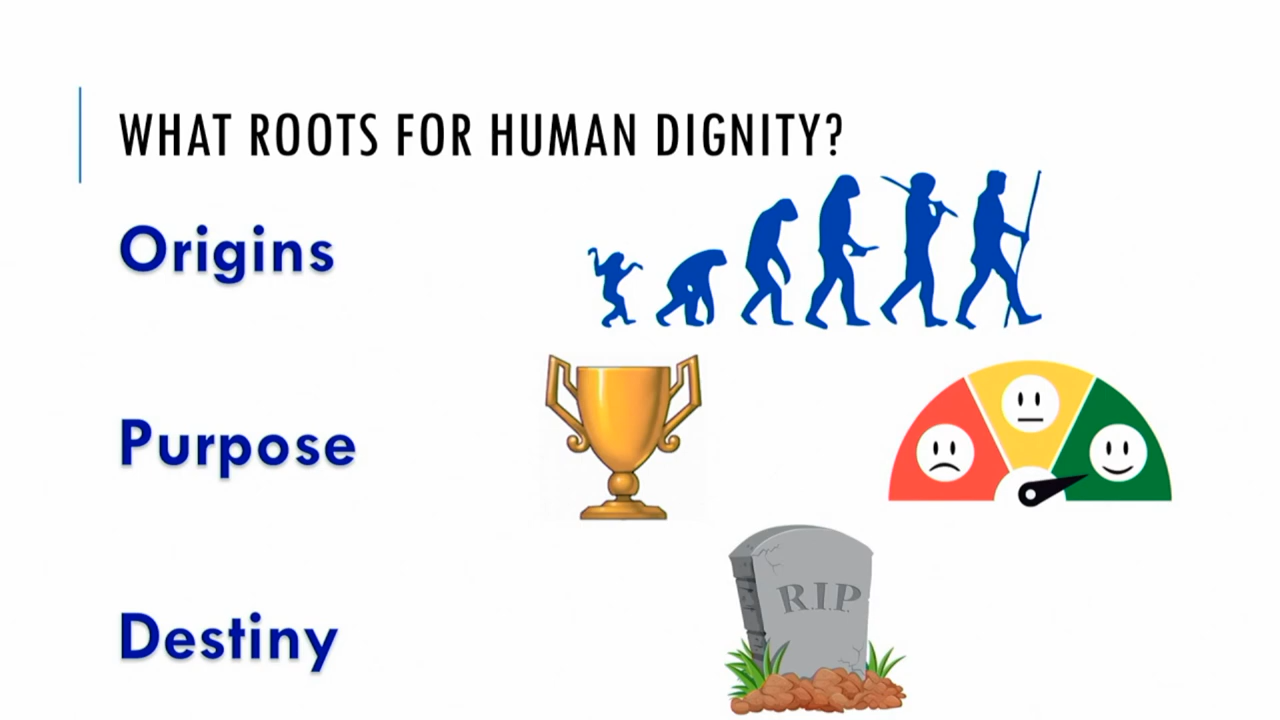 WHAT ROOTS FOR HUMAN DIGNITY?
Origins
Purpose
R.I.P.
Destiny